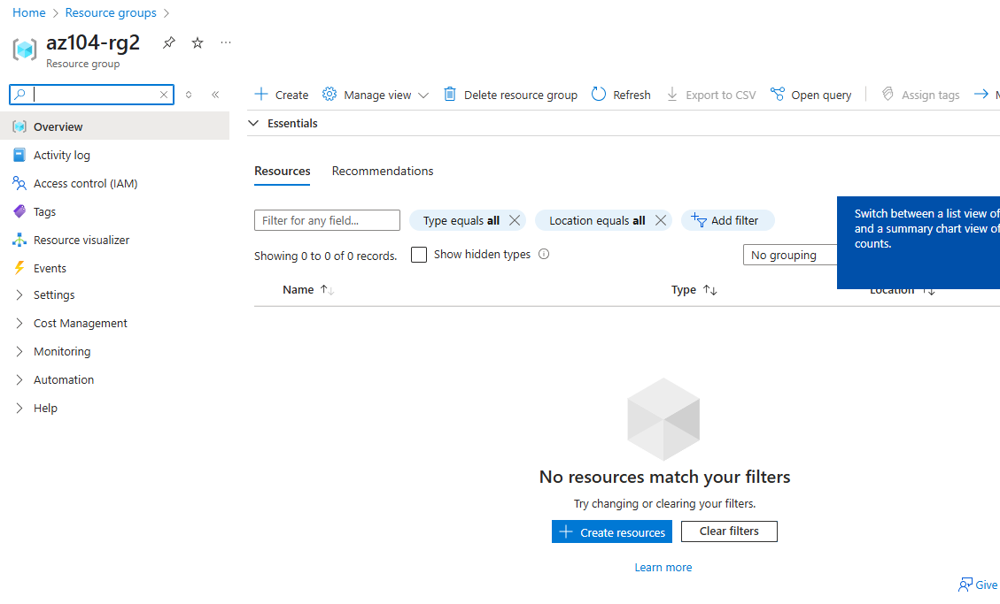 Home > Resource groups >
az104-rg2
Resource group
Create Manage view Delete resource group Refresh Export to CSV Open query Assign tags
Essentials
Overview
Activity log
Access control (IAM)
Tags
Resource visualizer
Events
Settings
Cost Management
Monitoring
Automation
Help
Resources Recommendations
Filter for any field... Type equals all Location equals all Add filter
Switch between a list view of
and a summary chart view of
counts.
Showing 0 to 0 of 0 records. Show hidden types No grouping
Name Type Location
No resources match your filters
Try changing or clearing your filters.
Create resources Clear filters
Learn more
Give